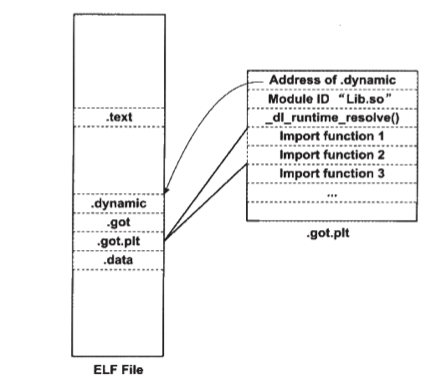 .text
.dynamic
.got
.got.plt
.data
ELF File
Address of .dynamic
Module ID “Lib.so”
_dl_runtime_resolve()
Import function 1
Import function 2
Import function 3
...
.got.plt